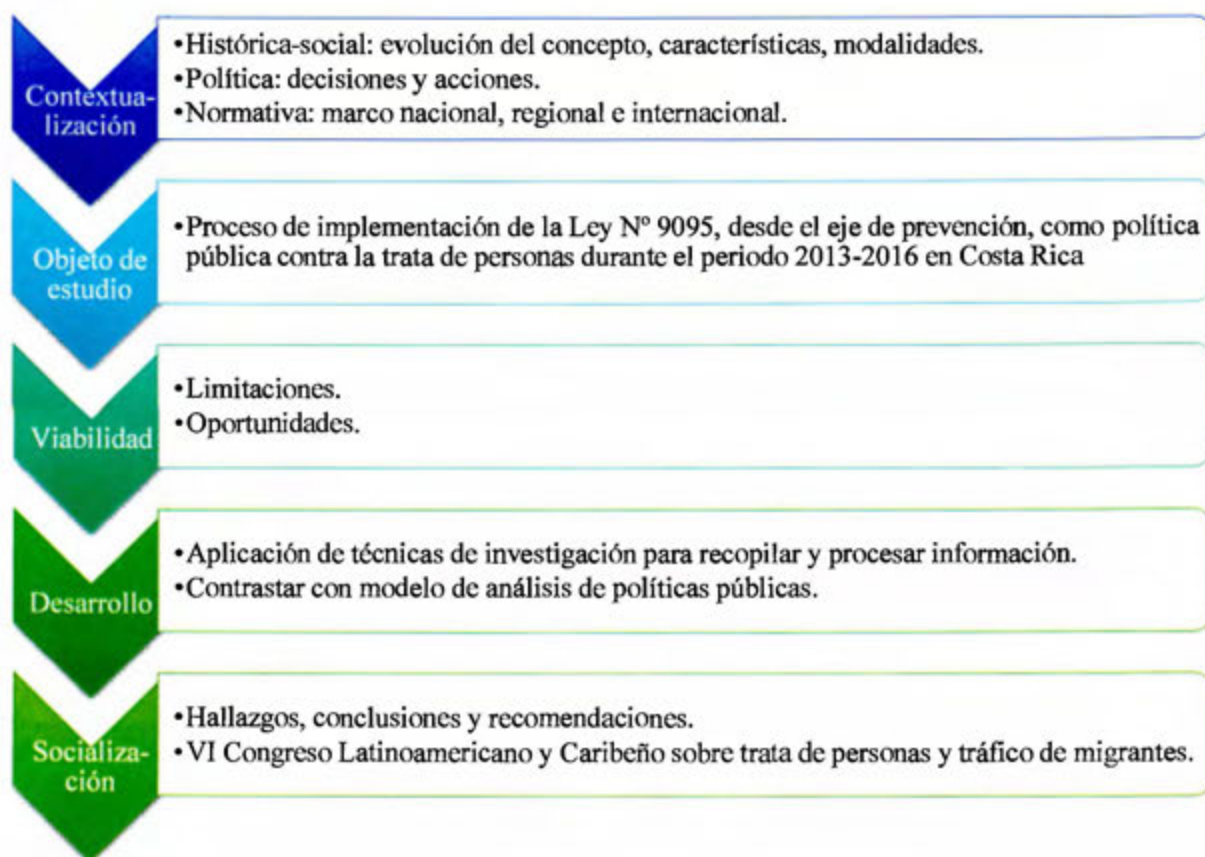 Contextua-
lización
•Histórica-social: evolución del concepto, características, modalidades.
•Política: decisiones y acciones.
•Normativa: marco nacional, regional e internacional.
Objeto de
estudio
•Proceso de implementación de la Ley Nº 9095, desde el eje de prevención, como política
pública contra la trata de personas durante el periodo 2013-2016 en Costa Rica
Viabilidad
•Limitaciones.
•Oportunidades.
Desarrollo
•Aplicación de técnicas de investigación para recopilar y procesar información.
•Contrastar con modelo de análisis de políticas públicas.
Socializa-
ción
•Hallazgos, conclusiones y recomendaciones.
•VI Congreso Latinoamericano y Caribeño sobre trata de personas y tráfico de migrantes.